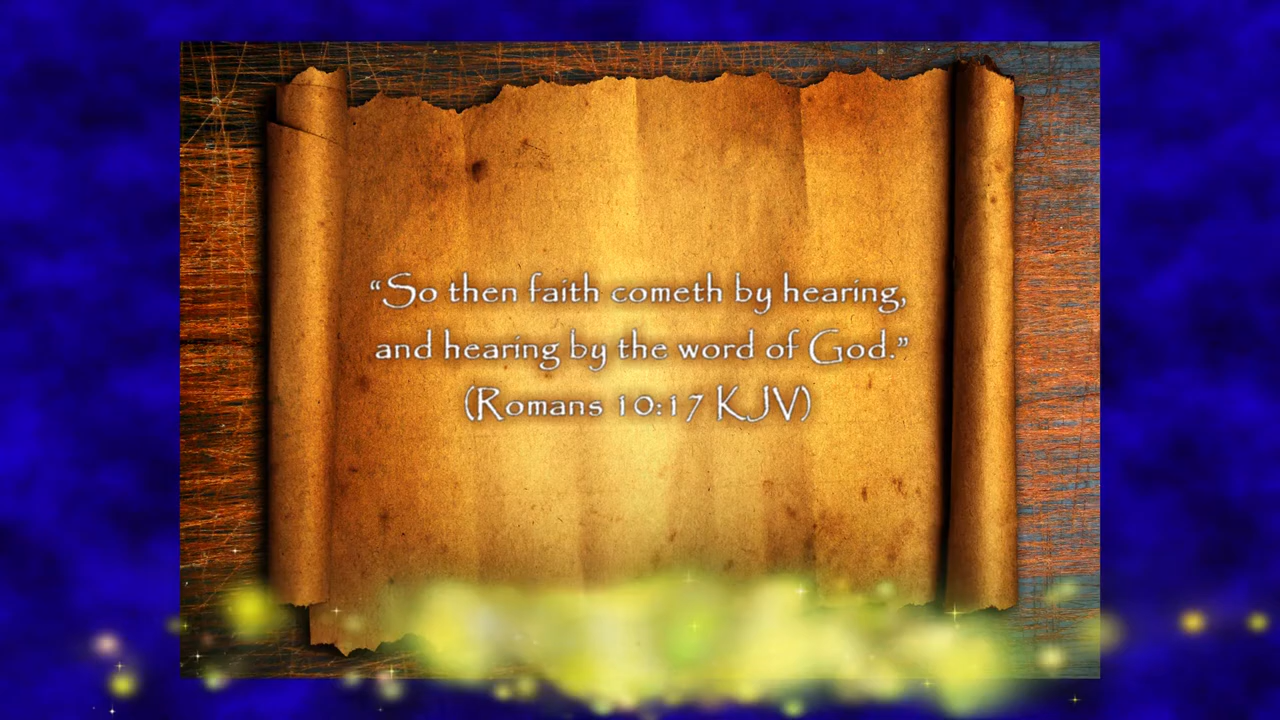 “So then faith cometh by hearing,
and hearing by the word of God.”
(Romans 10:17 KJV)